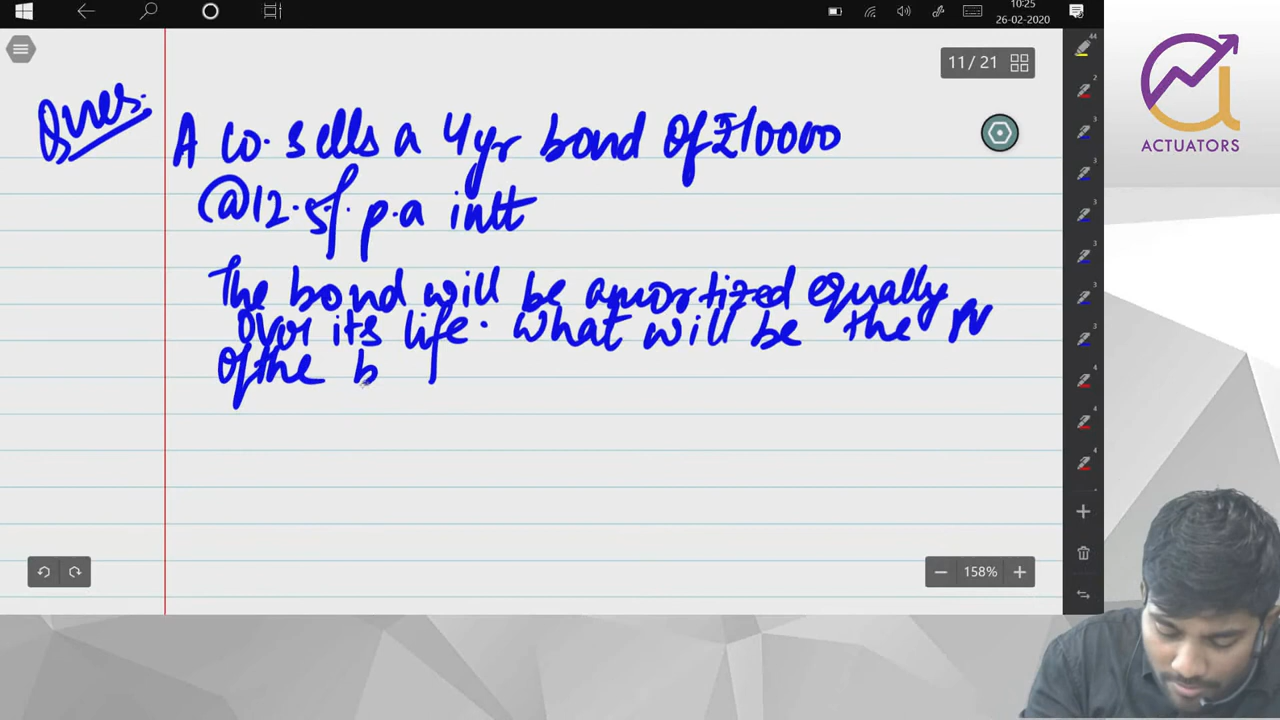 10:25
26-02-2020
11 / 21
ACTUATORS
Ques.
A co. sells a 4yr bond of ₹10000
@12.5% p.a intt
The bond will be amortized equally
over its life. What will be the PV
of the b
158%